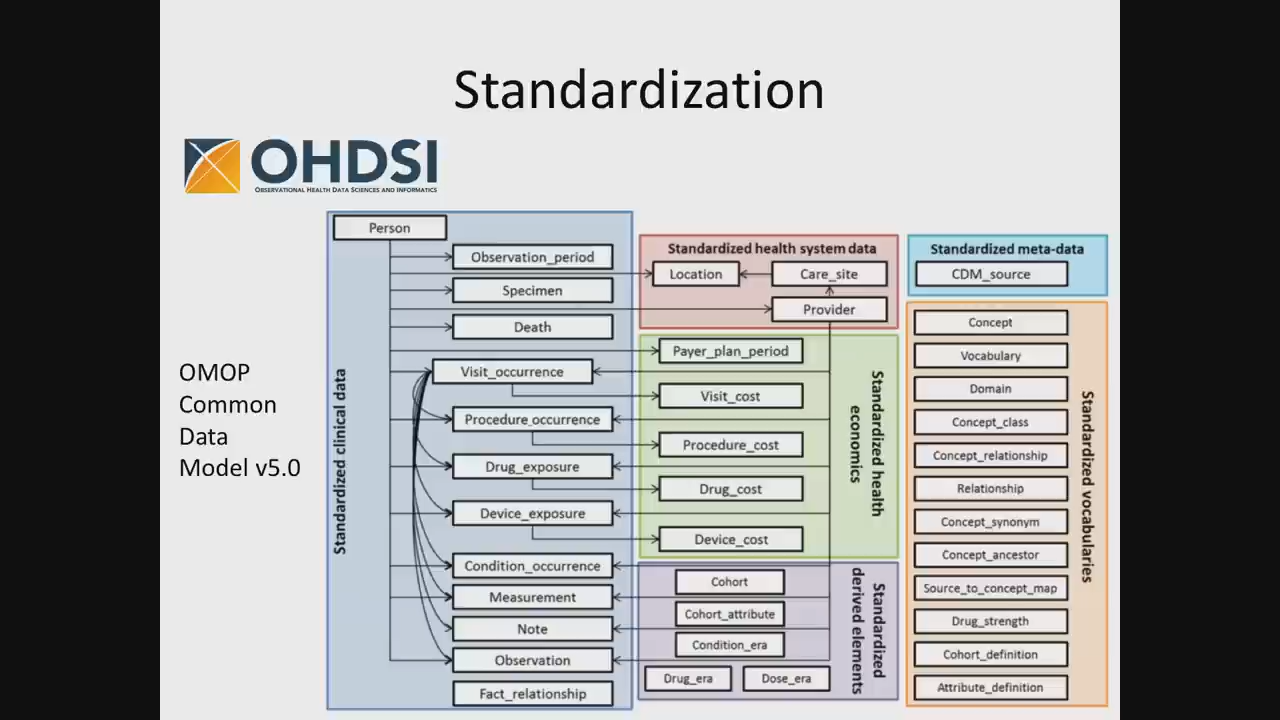 Standardization
OHDSI
OBSERVATIONAL HEALTH DATA SCIENCES AND INFORMATICS
OMOP
Common
Data
Model v5.0
Standardized clinical data
Person
Observation_period
Specimen
Death
Visit_occurrence
Procedure_occurrence
Drug_exposure
Device_exposure
Condition_occurrence
Measurement
Note
Observation
Fact_relationship
Standardized health system data
Location
Care_site
Provider
Payer_plan_period
Visit_cost
Procedure_cost
Drug_cost
Device_cost
Standardized health
economics
Cohort
Cohort_attribute
Condition_era
Drug_era
Dose_era
Standardized
derived elements
Standardized meta-data
CDM_source
Concept
Vocabulary
Domain
Concept_class
Concept_relationship
Relationship
Concept_synonym
Concept_ancestor
Source_to_concept_map
Drug_strength
Cohort_definition
Attribute_definition
Standardized vocabularies